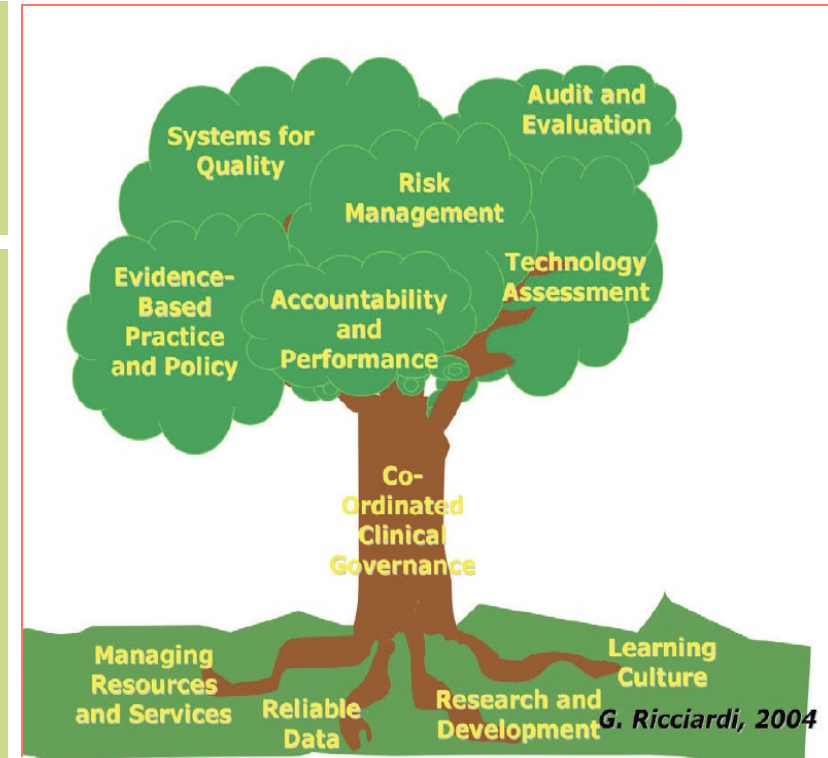 Audit and
Evaluation
Systems for
Quality
Risk
Management
Technology
Assessment
Evidence-
Based
Practice
and Policy
Accountability
and
Performance
Co-
Ordinated
Clinical
Governance
Managing
Resources
and Services
Reliable
Data
Research and
Development
Learning
Culture
G. Ricciardi, 2004